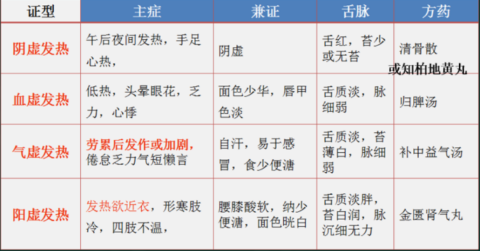 证型 主症 兼证 舌脉 方药
阴虚发热 午后夜间发热，手足心热， 阴虚 舌红，苔少或无苔 清骨散
或知柏地黄丸
血虚发热 低热，头晕眼花，乏力，心悸 面色少华，唇甲色淡 舌质淡，脉细弱 归脾汤
气虚发热 劳累后发作或加剧，倦怠乏力气短懒言 自汗，易于感冒，食少便溏 舌质淡，苔薄白，脉细弱 补中益气汤
阳虚发热 发热欲近衣，形寒肢冷，四肢不温， 腰膝酸软，纳少便溏，面色㿠白 舌质淡胖，苔白润，脉沉细无力 金匮肾气丸